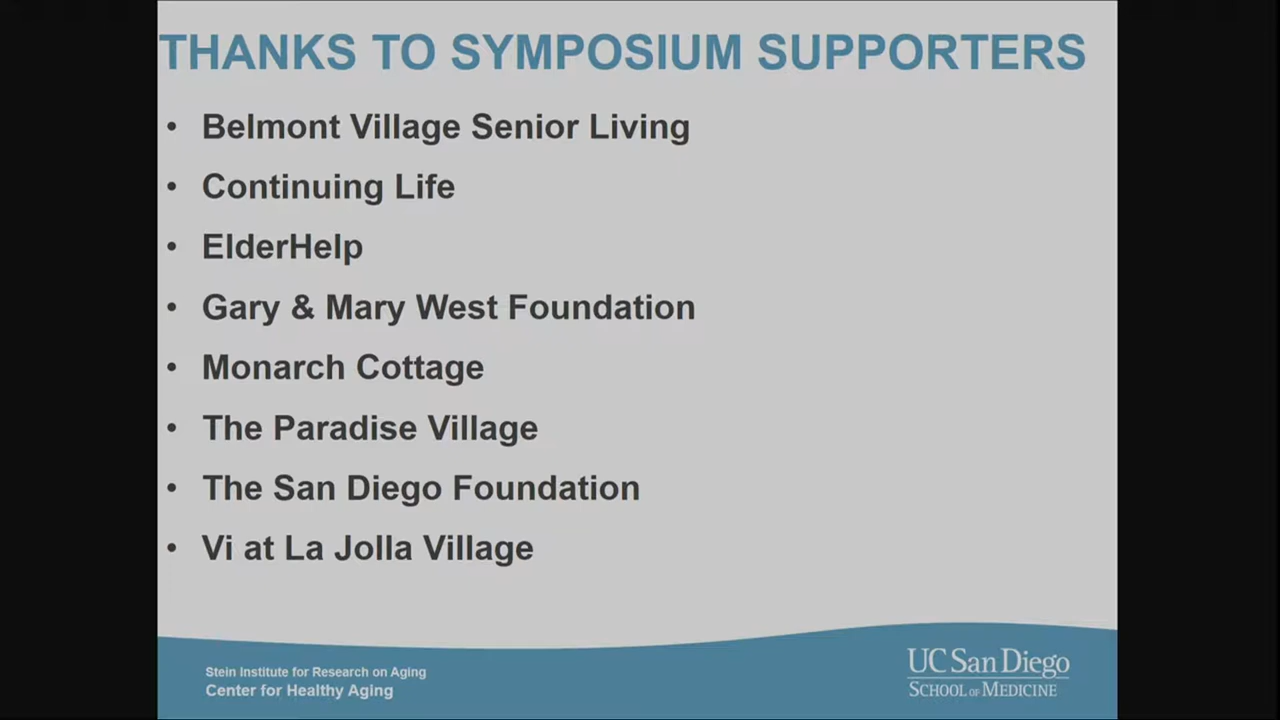 THANKS TO SYMPOSIUM SUPPORTERS
• Belmont Village Senior Living
• Continuing Life
• ElderHelp
• Gary & Mary West Foundation
• Monarch Cottage
• The Paradise Village
• The San Diego Foundation
• Vi at La Jolla Village
Stein Institute for Research on Aging
Center for Healthy Aging
UC San Diego
SCHOOL OF MEDICINE